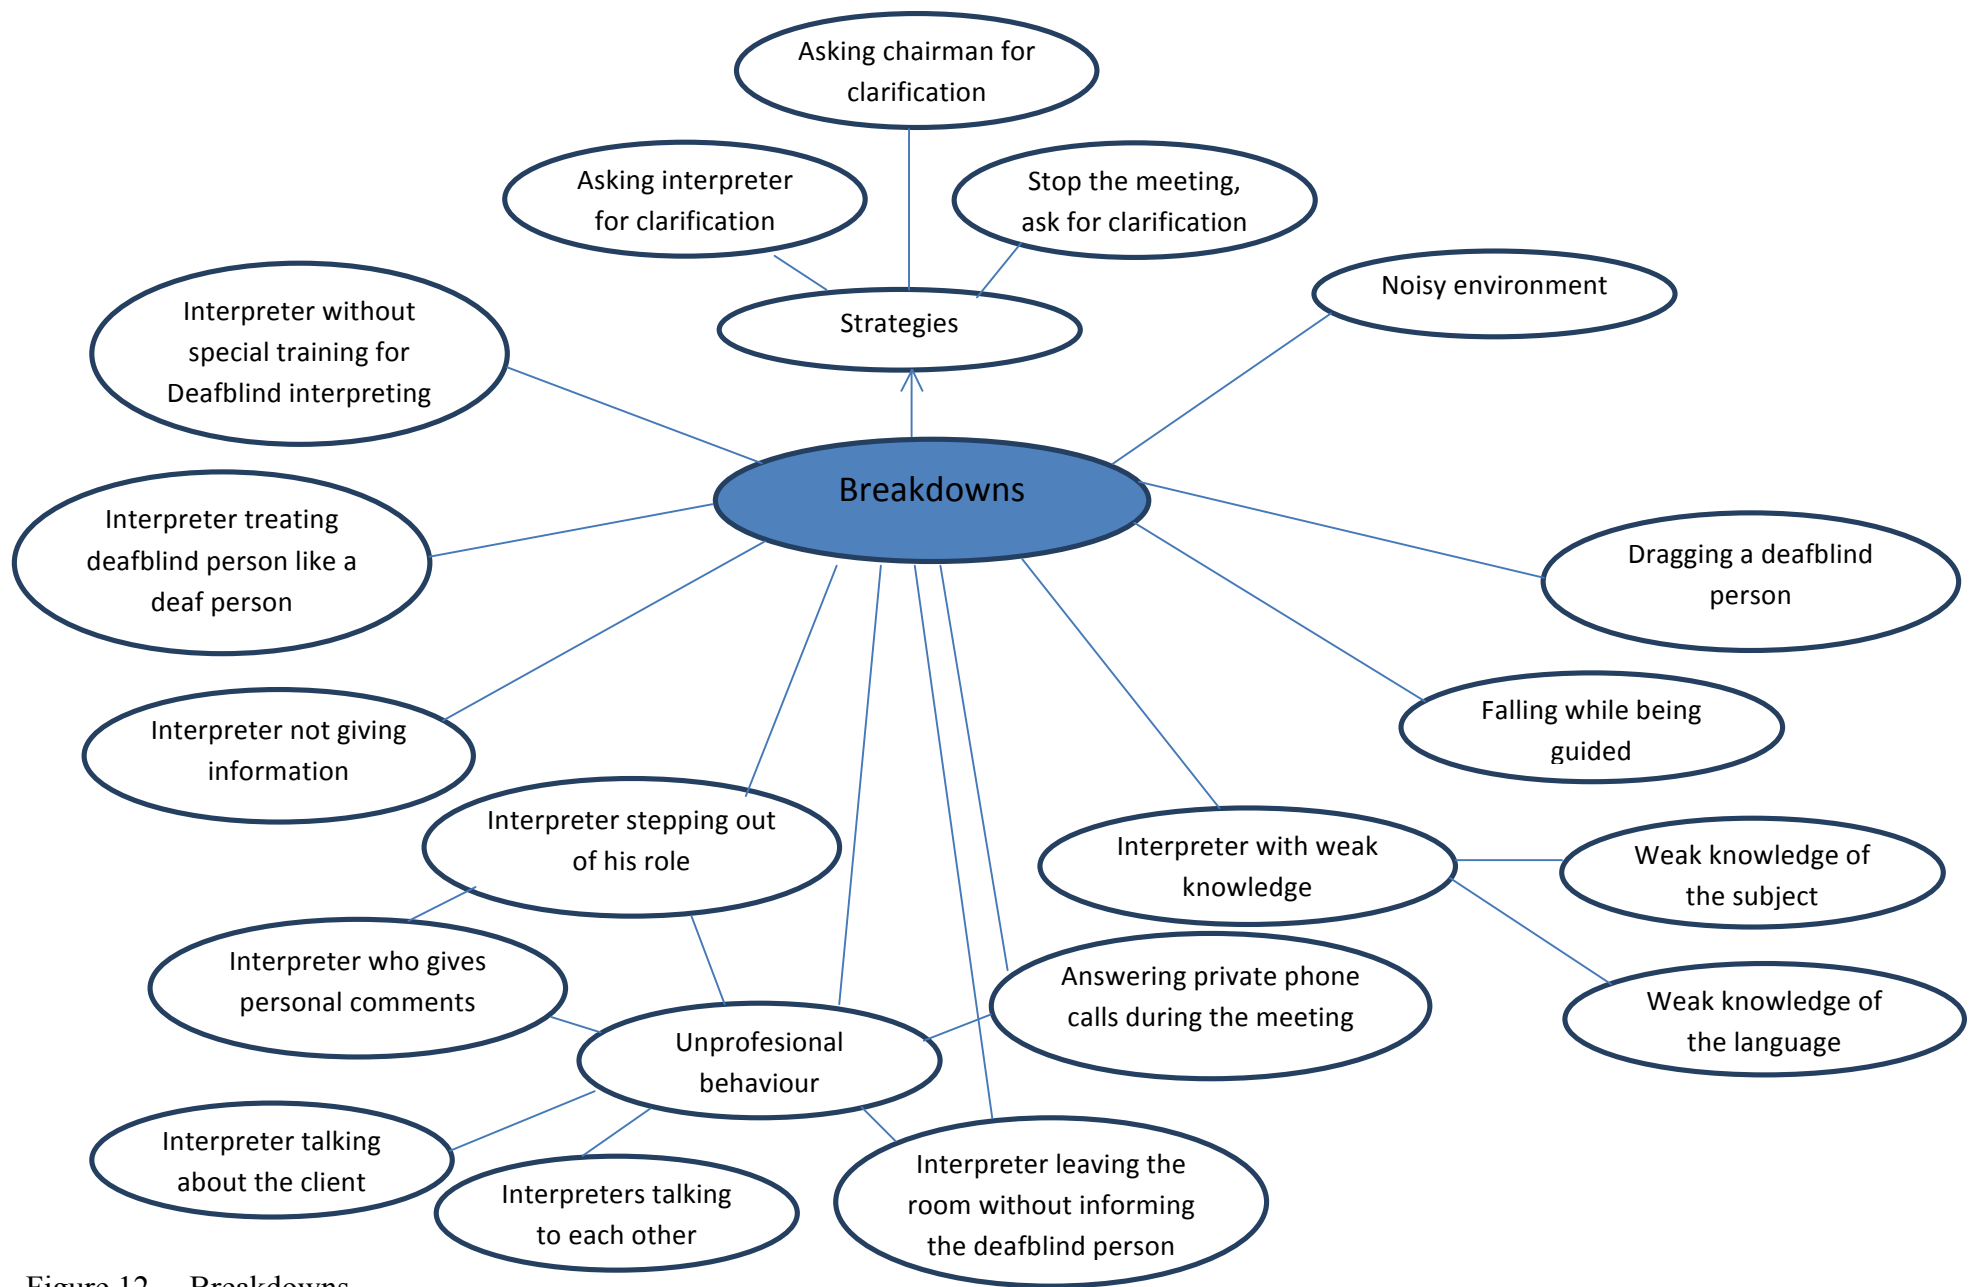 Asking chairman for
clarification
Asking interpreter
for clarification
Stop the meeting,
ask for clarification
Noisy environment
Strategies
Interpreter without
special training for
Deafblind interpreting
Breakdowns
Interpreter treating
deafblind person like a
deaf person
Dragging a deafblind
person
Falling while being
guided
Interpreter not giving
information
Interpreter stepping out
of his role
Interpreter with weak
knowledge
Weak knowledge of
the subject
Interpreter who gives
personal comments
Answering private phone
calls during the meeting
Weak knowledge of
the language
Unprofesional
behaviour
Interpreter talking
about the client
Interpreters talking
to each other
Interpreter leaving the
room without informing
the deafblind person
Figure 12 Breakdowns